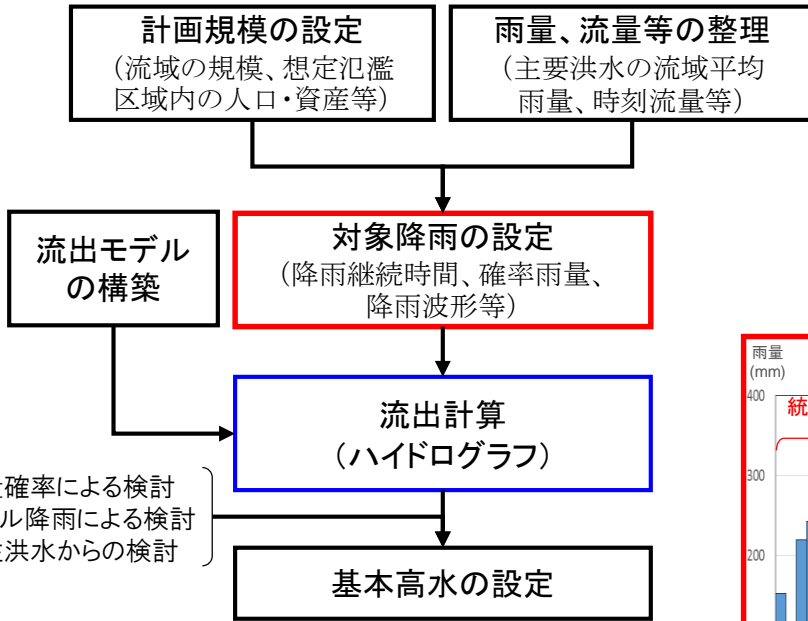 計画規模の設定
(流域の規模、想定氾濫
区域内の人口・資産等)
雨量、流量等の整理
(主要洪水の流域平均
雨量、時刻流量等)
流出モデル
の構築
対象降雨の設定
(降雨継続時間、確率雨量、
降雨波形等)
流出計算
(ハイドログラフ)
確率による検討
ル降雨による検討
洪水からの検討
基本高水の設定
雨量
(mm)
400
統
300
200